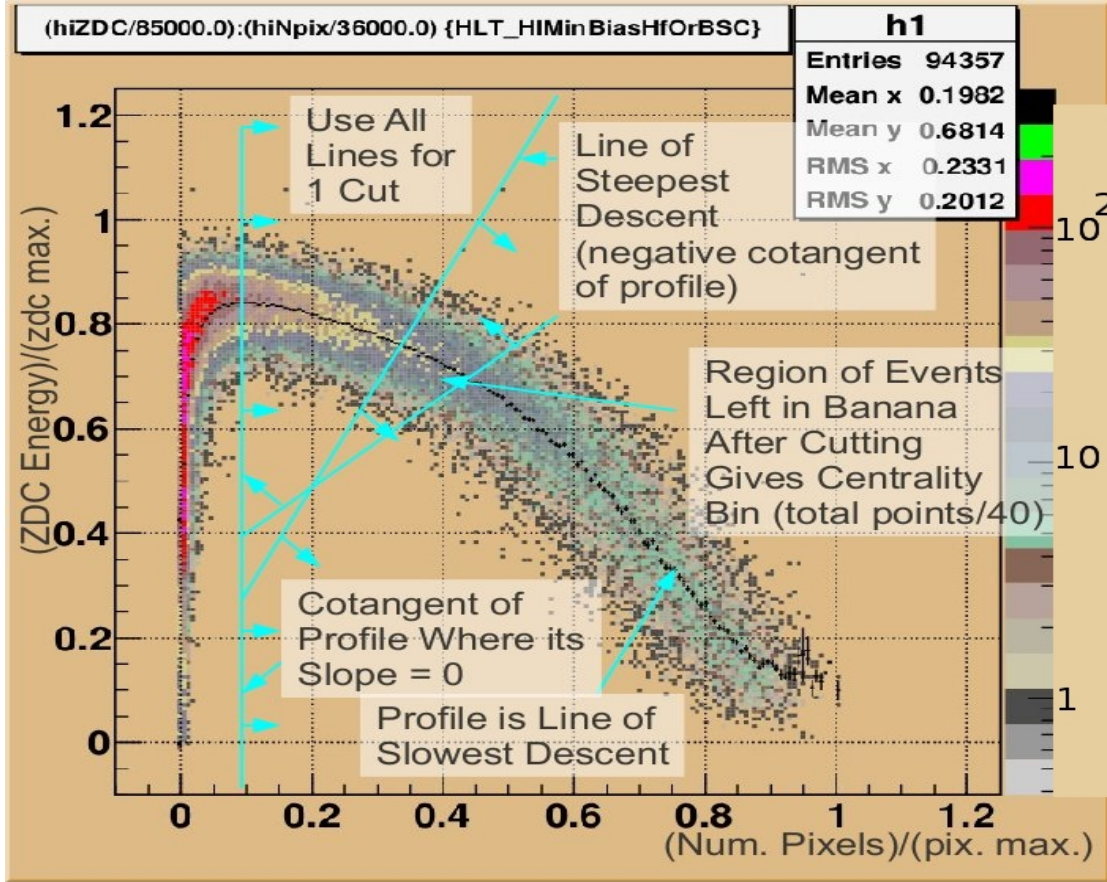 (hiZDC/85000.0):(hiNpix/36000.0) {HLT_HIMinBiasHfOrBSC}
h1
Entries 94357
Mean x 0.1982
Mean y 0.6814
RMS x 0.2331
RMS y 0.2012
Use All
Lines for
1 Cut
Line of
Steepest
Descent
(negative cotangent
of profile)
Region of Events
Left in Banana
After Cutting
Gives Centrality
Bin (total points/40)
Cotangent of
Profile Where its
Slope = 0
Profile is Line of
Slowest Descent
(ZDC Energy)/(zdc max.)
1.2
1
0.8
0.6
0.4
0.2
0
0 0.2 0.4 0.6 0.8 1 1.2
(Num. Pixels)/(pix. max.)
10²
10
1